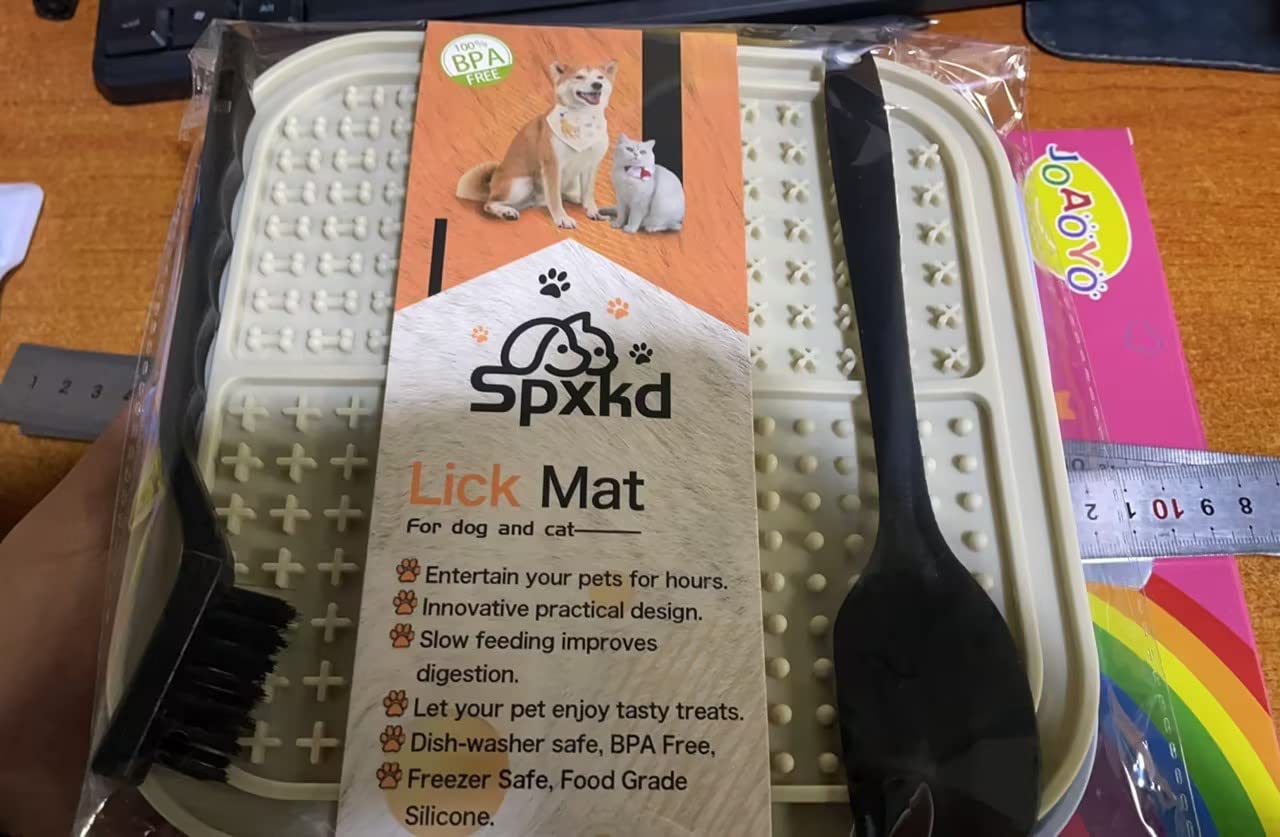 100%
BPA
FREE
JOAOYO
Spxkd
Lick Mat
For dog and cat
Entertain your pets for hours.
Innovative practical design.
Slow feeding improves
digestion.
Let your pet enjoy tasty treats.
Dish-washer safe, BPA Free,
Freezer Safe, Food Grade
Silicone.
1 2 3 4
2 1 10 9 8